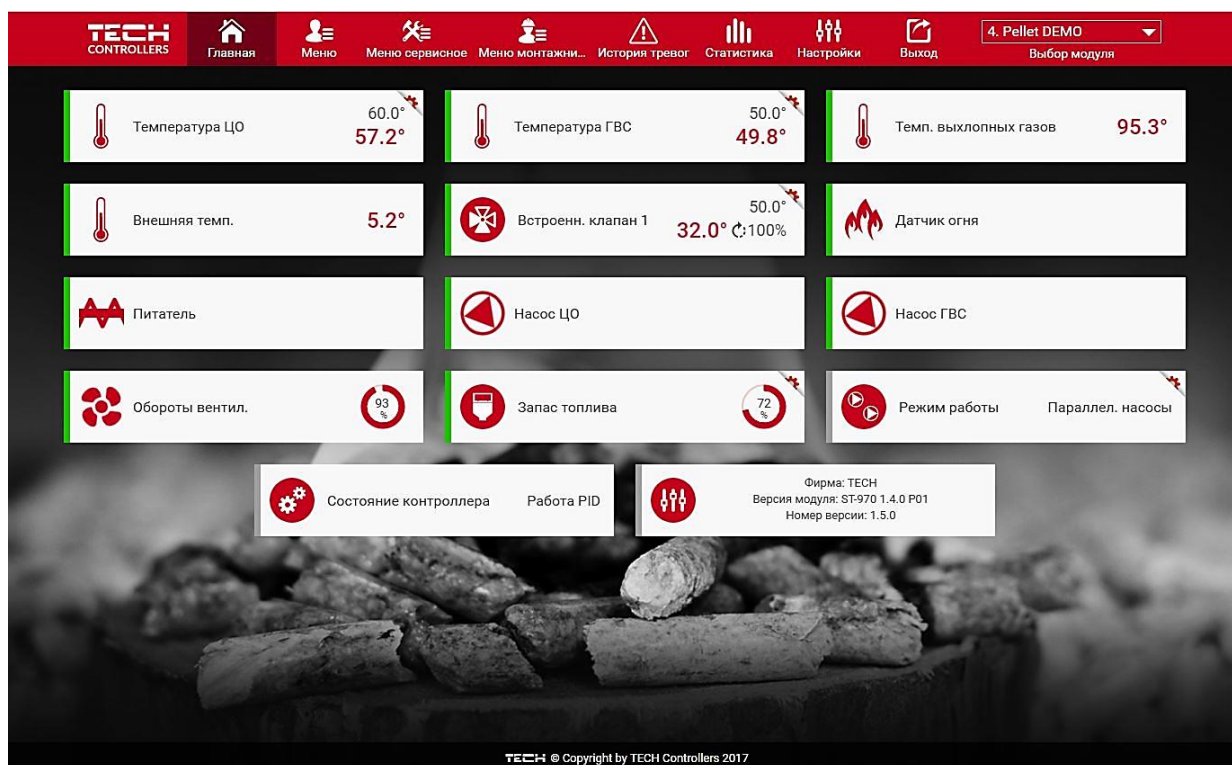 TECH
CONTROLLERS
Главная
Меню
Меню сервисное
Меню монтажни...
История тревог
Статистика
Настройки
Выход
4. Pellet DEMO
Выбор модуля
Температура ЦО
60.0°
57.2°
Температура ГВС
50.0°
49.8°
Темп. выхлопных газов
95.3°
Внешняя темп.
5.2°
Встроенн. клапан 1
50.0°
32.0° 100%
Датчик огня
Питатель
Насос ЦО
Насос ГВС
Обороты вентил.
93
%
Запас топлива
72
%
Режим работы
Параллел. насосы
Состояние контроллера
Работа PID
Фирма: TECH
Версия модуля: ST-970 1.4.0 P01
Номер версии: 1.5.0
TECH © Copyright by TECH Controllers 2017